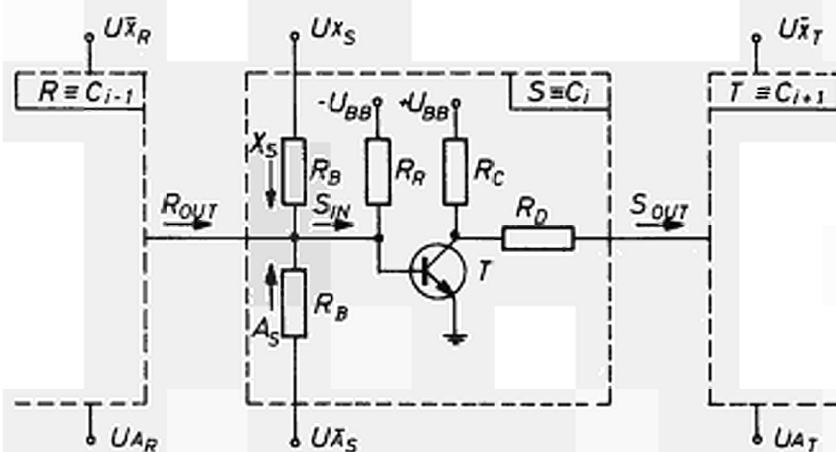 Ux̄R
UxS
Ux̄T
R ≡ Ci-1
-UBB
+UBB
S ≡ Ci
T ≡ Ci+1
XS
RB
RR
RC
ROUT
SIN
RD
SOUT
T
AS
RB
UAR
UĀS
UAT